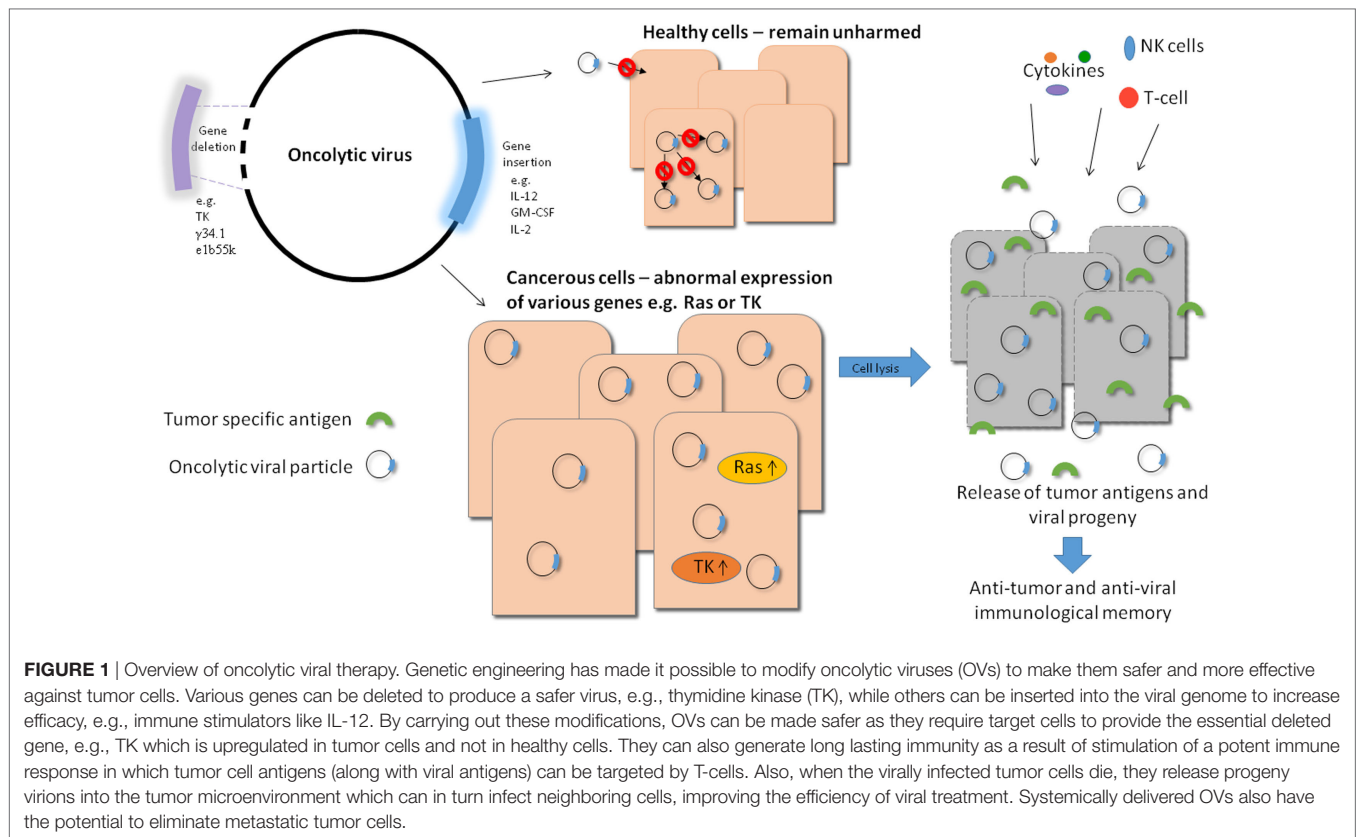 Healthy cells – remain unharmed
NK cells
Cytokines
T-cell
Gene
deletion
Oncolytic virus
Gene
insertion
e.g.
IL-12
GM-CSF
IL-2
e.g.
TK
γ34.1
e1b55k
Cancerous cells – abnormal expression
of various genes e.g. Ras or TK
Cell lysis
Tumor specific antigen
Oncolytic viral particle
Ras ↑
TK ↑
Release of tumor antigens and
viral progeny
Anti-tumor and anti-viral
immunological memory
FIGURE 1 | Overview of oncolytic viral therapy. Genetic engineering has made it possible to modify oncolytic viruses (OVs) to make them safer and more effective
against tumor cells. Various genes can be deleted to produce a safer virus, e.g., thymidine kinase (TK), while others can be inserted into the viral genome to increase
efficacy, e.g., immune stimulators like IL-12. By carrying out these modifications, OVs can be made safer as they require target cells to provide the essential deleted
gene, e.g., TK which is upregulated in tumor cells and not in healthy cells. They can also generate long lasting immunity as a result of stimulation of a potent immune
response in which tumor cell antigens (along with viral antigens) can be targeted by T-cells. Also, when the virally infected tumor cells die, they release progeny
virions into the tumor microenvironment which can in turn infect neighboring cells, improving the efficiency of viral treatment. Systemically delivered OVs also have
the potential to eliminate metastatic tumor cells.